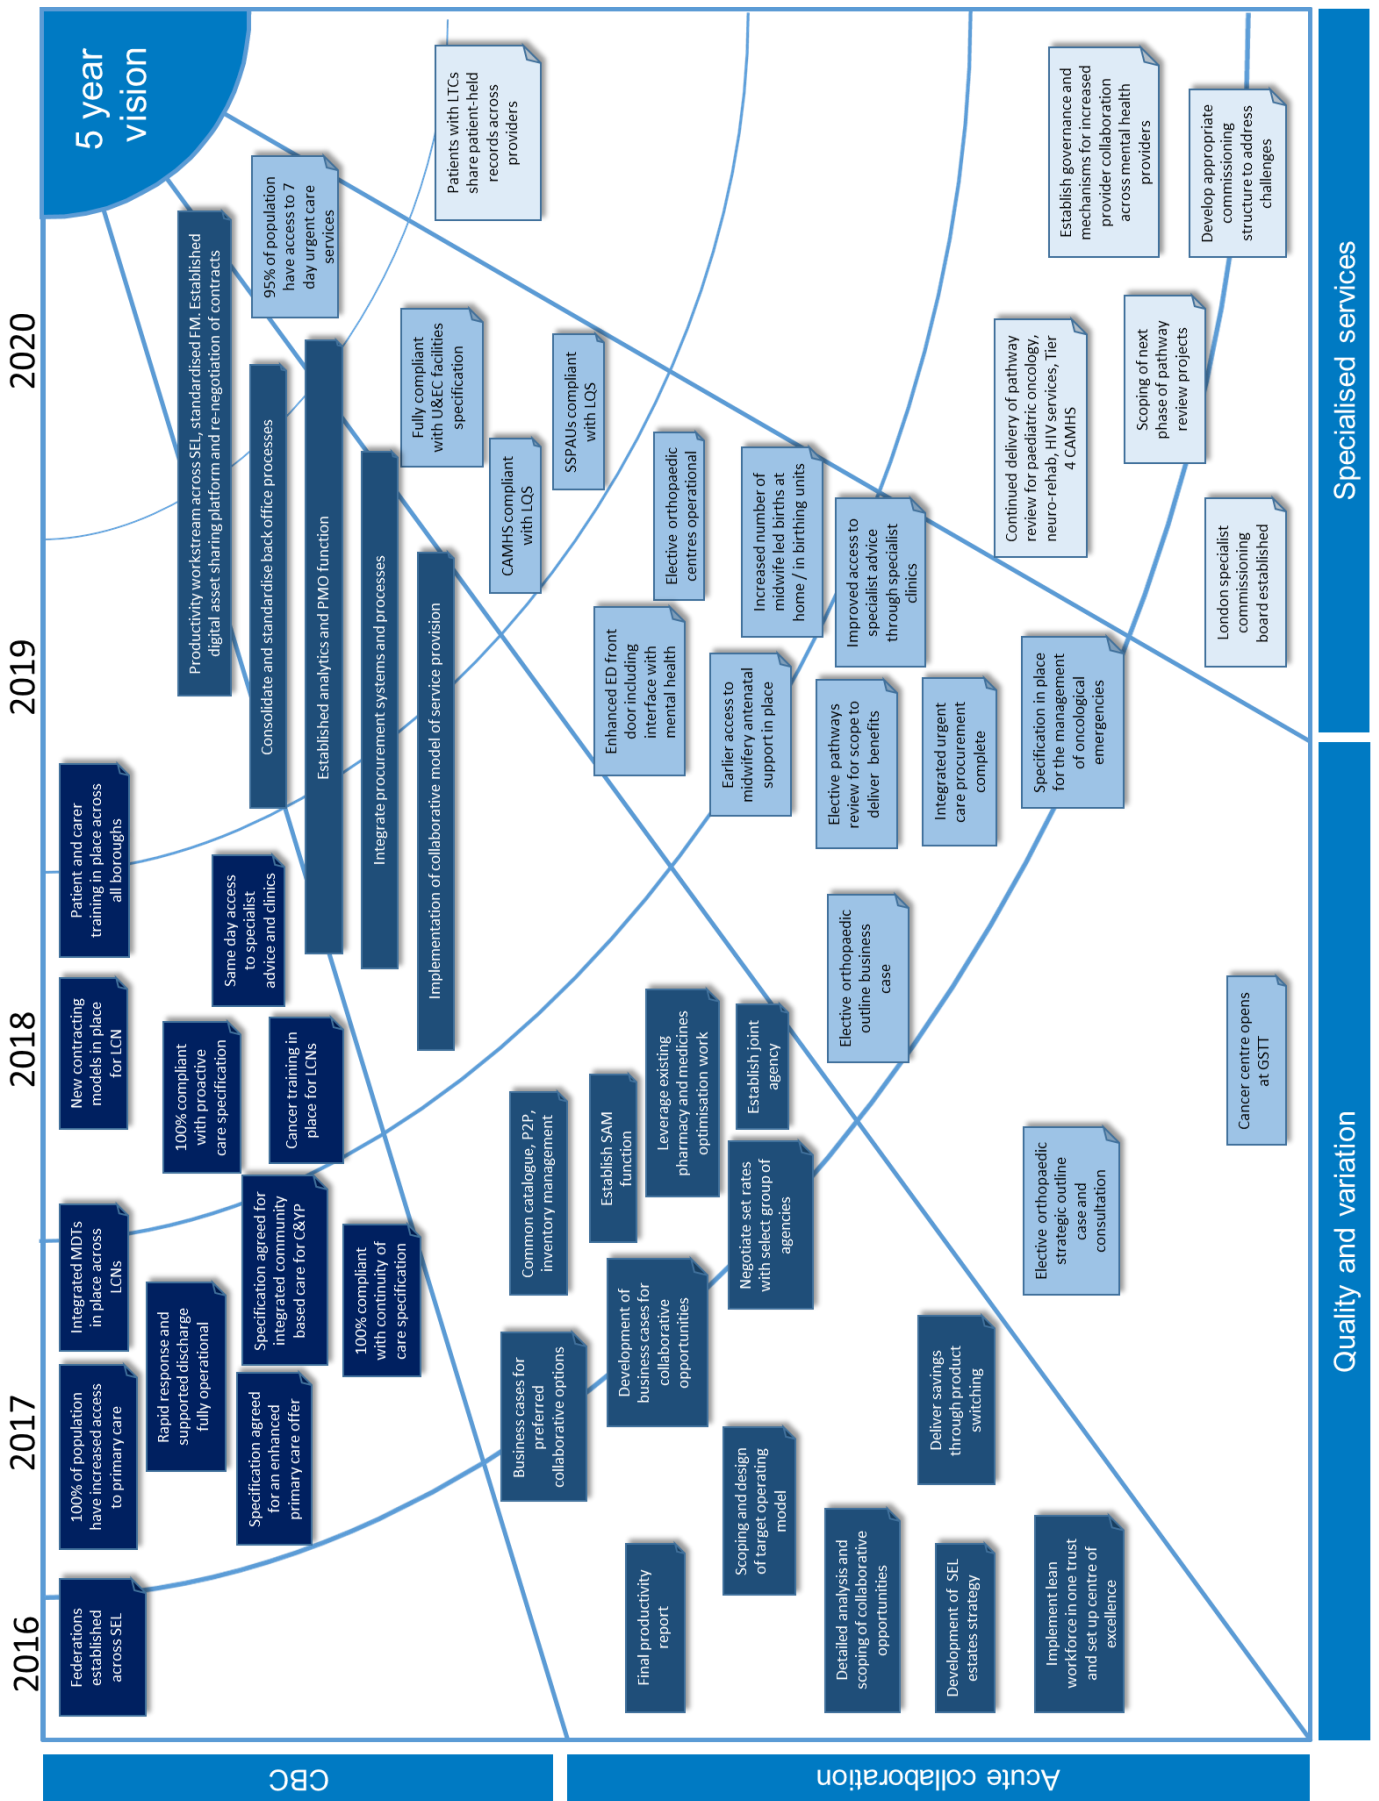 5 year
vision
2016
2017
2018
2019
2020
CBC
Acute collaboration
Quality and variation
Specialised services
Federations
established
across SEL
100% of population
have increased access
to primary care
Integrated MDTs
in place across
LCNs
New contracting
models in place
for LCN
Patient and carer
training in place across
all boroughs
Rapid response and
supported discharge
fully operational
100% compliant
with proactive
care specification
Same day access
to specialist
advice and clinics
Specification agreed
for an enhanced
primary care offer
Specification agreed for
integrated community
based care for C&YP
Cancer training in
place for LCNs
100% compliant
with continuity of
care specification
Productivity workstream across SEL, standardised FM. Established
digital asset sharing platform and re-negotiation of contracts
Consolidate and standardise back office processes
Established analytics and PMO function
Integrate procurement systems and processes
Implementation of collaborative model of service provision
Business cases for
preferred
collaborative options
Common catalogue, P2P,
inventory management
Establish SAM
function
Development of
business cases for
collaborative
opportunities
Leverage existing
pharmacy and medicines
optimisation work
Final productivity
report
Scoping and design
of target operating
model
Negotiate set rates
with select group of
agencies
Establish joint
agency
Detailed analysis and
scoping of collaborative
opportunities
Development of SEL
estates strategy
Deliver savings
through product
switching
Implement lean
workforce in one trust
and set up centre of
excellence
95% of population
have access to 7
day urgent care
services
Fully compliant
with U&EC facilities
specification
CAMHS compliant
with LQS
SSPAUs compliant
with LQS
Enhanced ED front
door including
interface with
mental health
Elective orthopaedic
centres operational
Earlier access to
midwifery antenatal
support in place
Increased number of
midwife led births at
home / in birthing units
Elective pathways
review for scope to
deliver benefits
Improved access to
specialist advice
through specialist
clinics
Elective orthopaedic
outline business
case
Integrated urgent
care procurement
complete
Specification in place
for the management
of oncological
emergencies
Elective orthopaedic
strategic outline
case and
consultation
Cancer centre opens
at GSTT
Patients with LTCs
share patient-held
records across
providers
Continued delivery of pathway
review for paediatric oncology,
neuro-rehab, HIV services, Tier
4 CAMHS
Establish governance and
mechanisms for increased
provider collaboration
across mental health
providers
Scoping of next
phase of pathway
review projects
London specialist
commissioning
board established
Develop appropriate
commissioning
structure to address
challenges